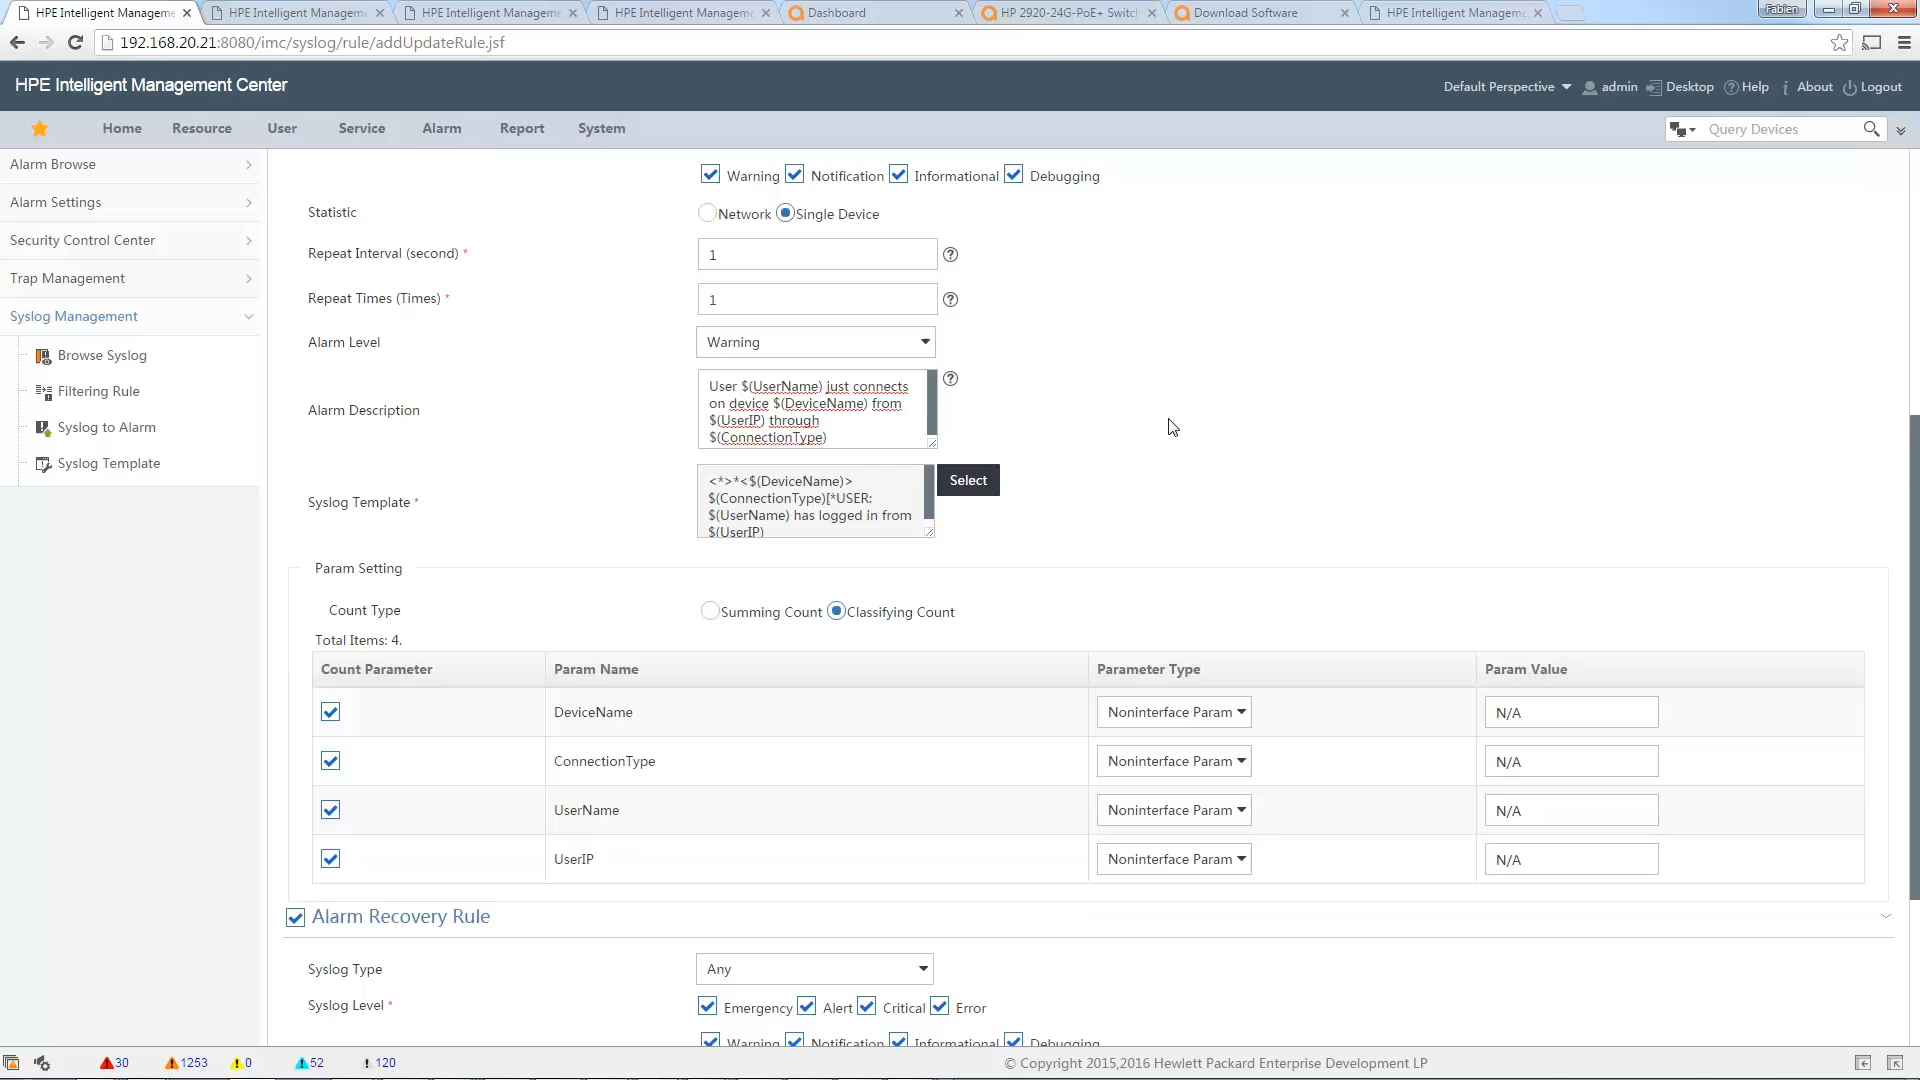 HPE Intelligent Manageme
HPE Intelligent Manageme
HPE Intelligent Manageme
HPE Intelligent Manageme
Dashboard
HP 2920-24G-PoE+ Switch
Download Software
HPE Intelligent Manageme
Fabien
192.168.20.21:8080/imc/syslog/rule/addUpdateRule.jsf
HPE Intelligent Management Center
Default Perspective
admin
Desktop
Help
About
Logout
Home
Resource
User
Service
Alarm
Report
System
Query Devices
Alarm Browse
Alarm Settings
Security Control Center
Trap Management
Syslog Management
Browse Syslog
Filtering Rule
Syslog to Alarm
Syslog Template
Warning Notification Informational Debugging
Statistic
Network Single Device
Repeat Interval (second) *
1
Repeat Times (Times) *
1
Alarm Level
Warning
Alarm Description
User $(UserName) just connects
on device $(DeviceName) from
$(UserIP) through
$(ConnectionType)
Syslog Template *
<*>*<$(DeviceName)>
$(ConnectionType)[*USER:
$(UserName) has logged in from
$(UserIP)
Select
Param Setting
Count Type
Summing Count Classifying Count
Total Items: 4.
Count Parameter Param Name Parameter Type Param Value
DeviceName Noninterface Param N/A
ConnectionType Noninterface Param N/A
UserName Noninterface Param N/A
UserIP Noninterface Param N/A
Alarm Recovery Rule
Syslog Type
Any
Syslog Level *
Emergency Alert Critical Error
Warning Notification Informational Debugging
30 1253 0 52 120
© Copyright 2015,2016 Hewlett Packard Enterprise Development LP